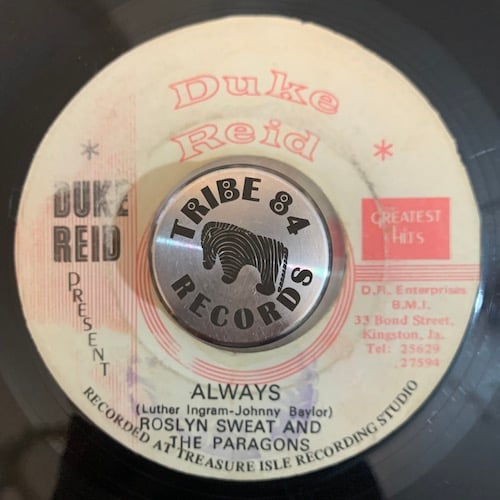 Duke
Reid
* *
DUKE
REID
PRESENT
TRIBE 84
RECORDS
GREATEST
HITS
D.R. Enterprises
B.M.I.
33 Bond Street,
Kingston, Ja.
Tel: 25629
27594
ALWAYS
(Luther Ingram-Johnny Baylor)
ROSLYN SWEAT AND
THE PARAGONS
RECORDED AT TREASURE ISLE RECORDING STUDIO